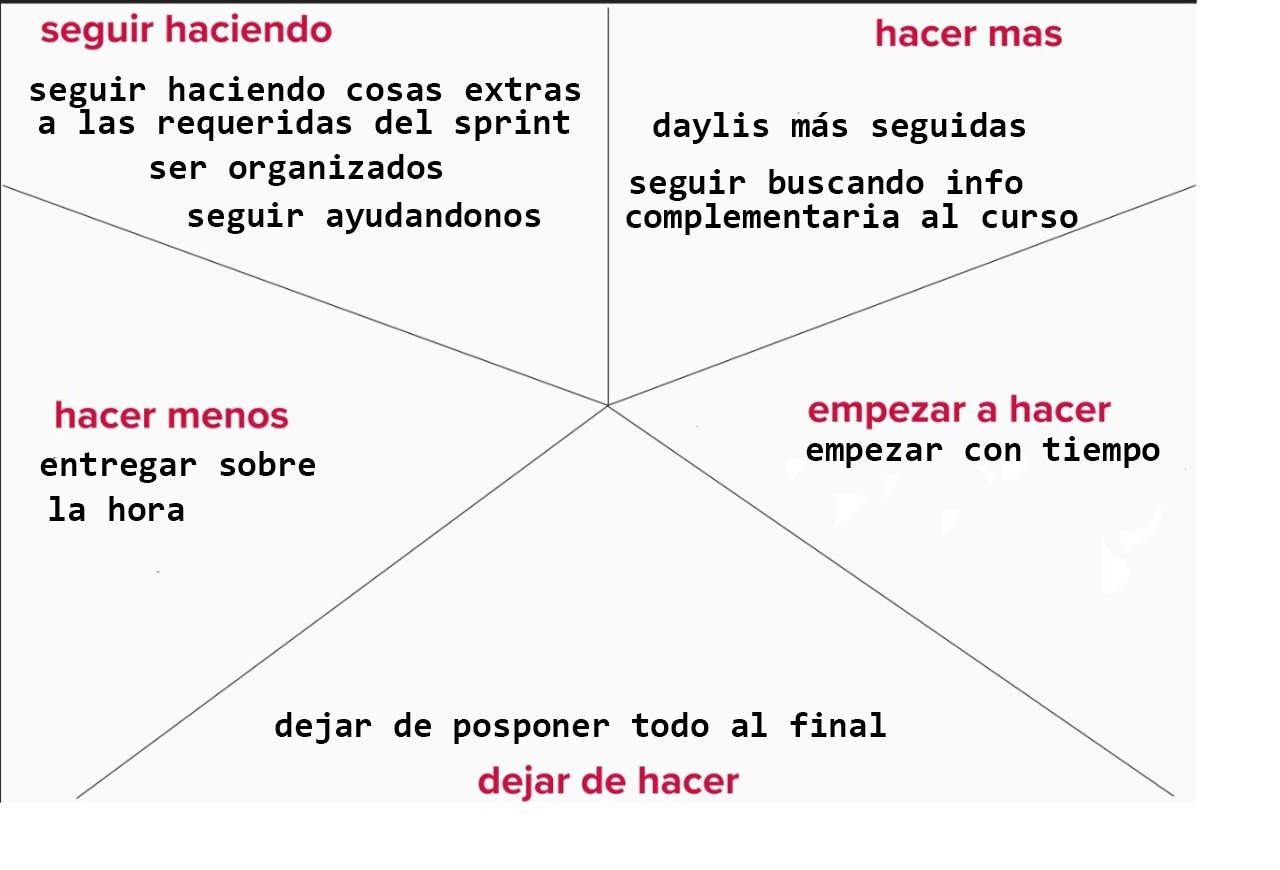 seguir haciendo
seguir haciendo cosas extras
a las requeridas del sprint
ser organizados
seguir ayudandonos
hacer mas
daylis más seguidas
seguir buscando info
complementaria al curso
hacer menos
entregar sobre
la hora
empezar a hacer
empezar con tiempo
dejar de posponer todo al final
dejar de hacer